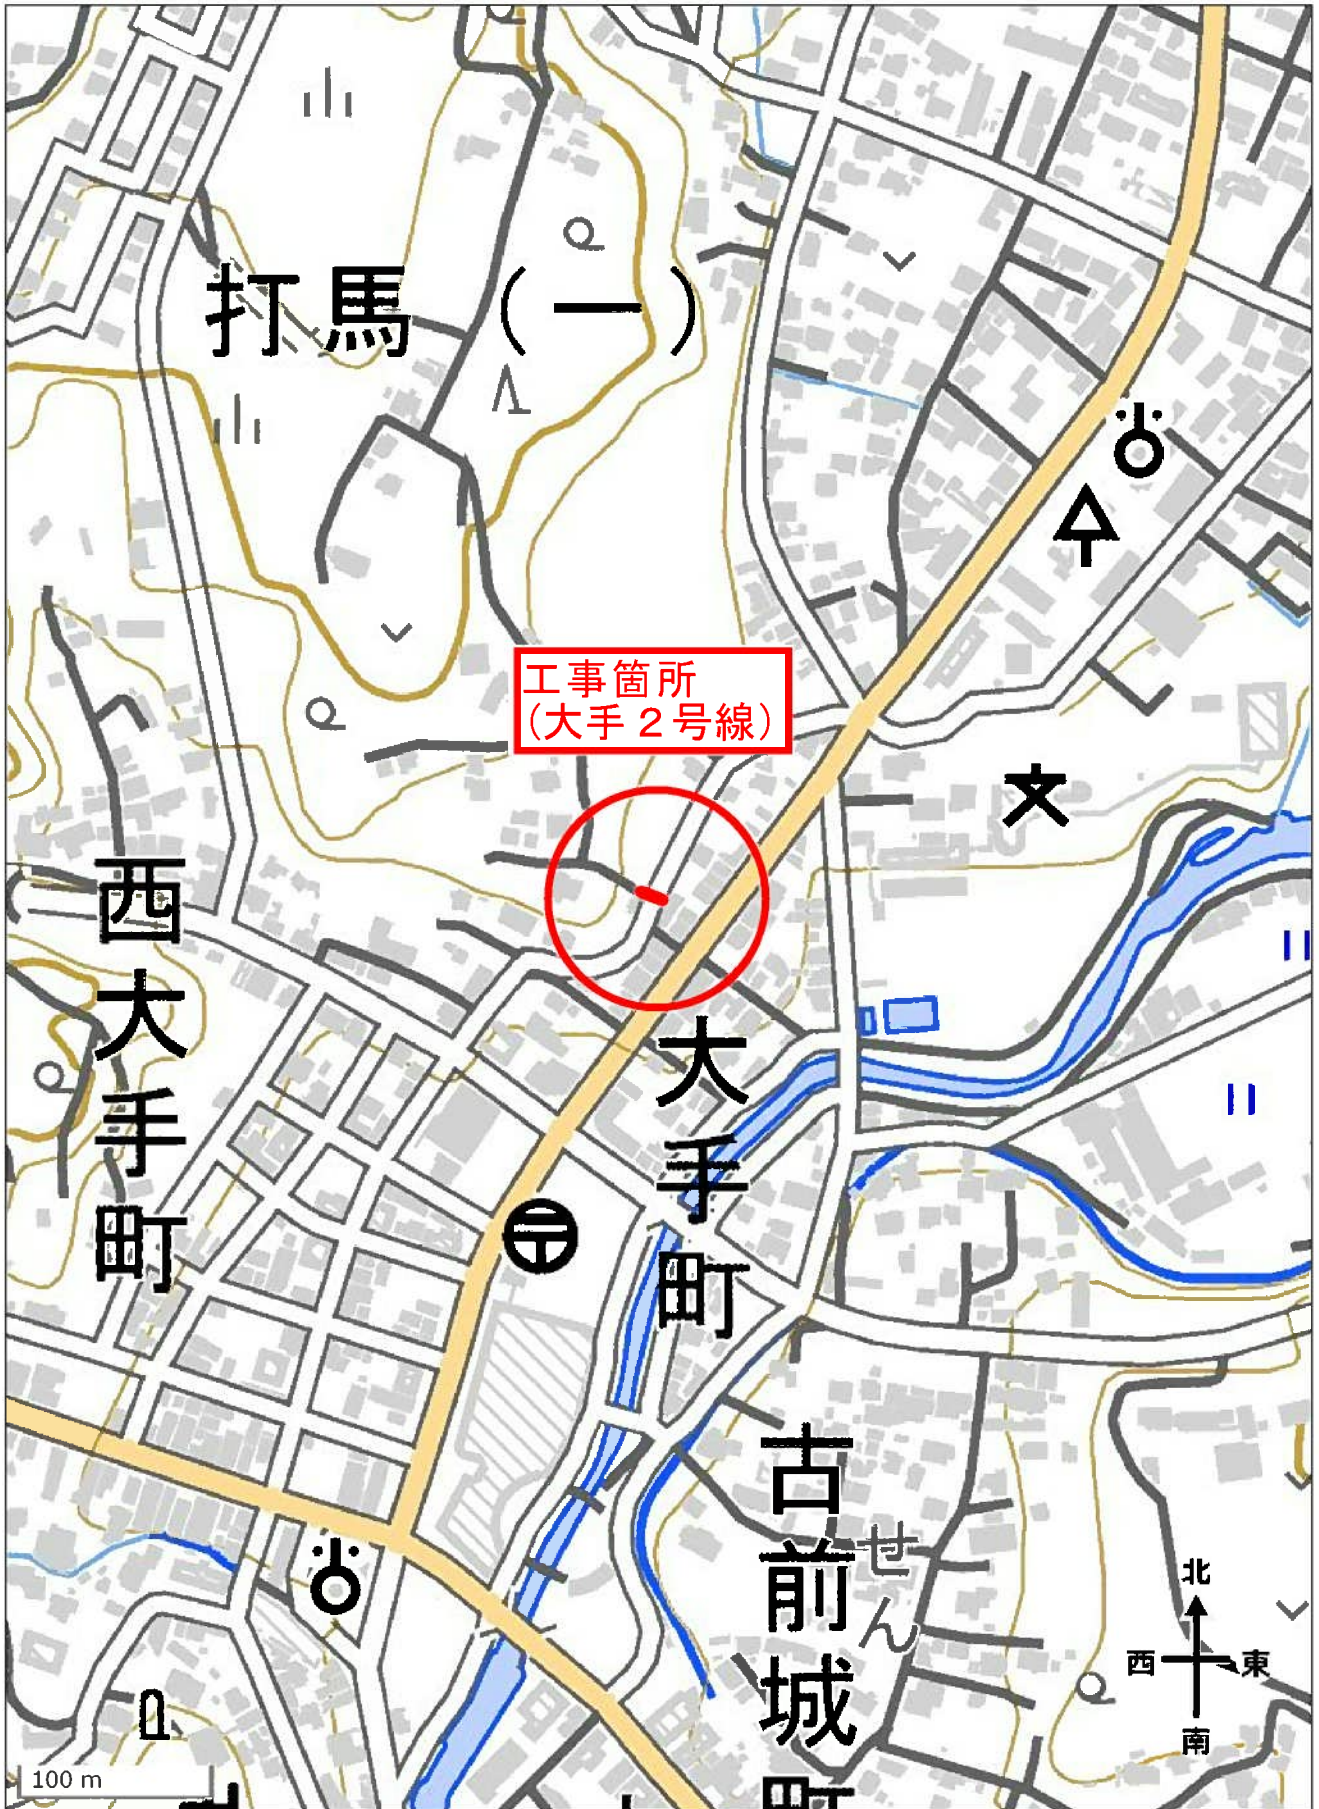 打馬（一）
工事箇所
（大手２号線）
西大手町
大手町
古前城町
せん
北
西
東
南
100 m